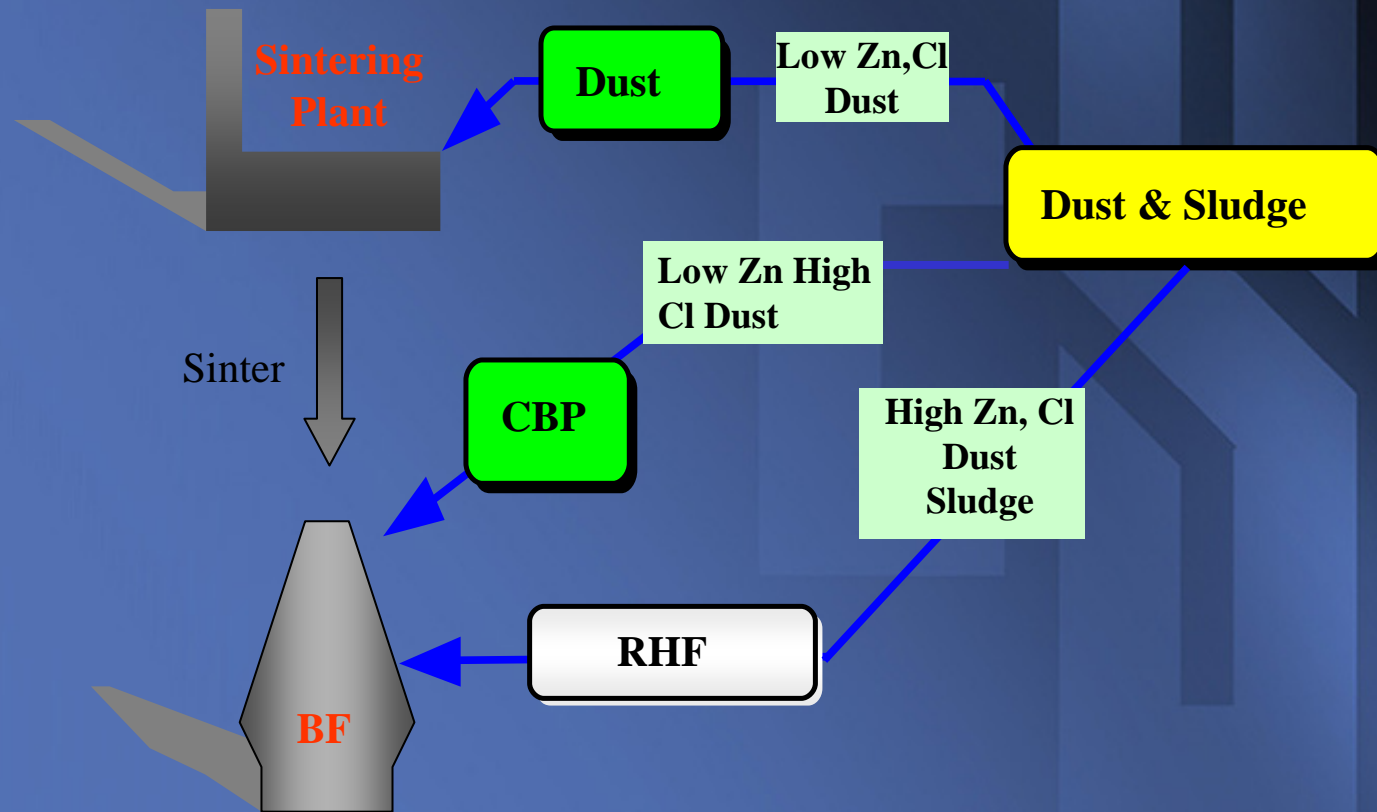 Sintering
Plant
Dust
Low Zn,Cl
Dust
Dust & Sludge
Low Zn High
Cl Dust
Sinter
CBP
High Zn, Cl
Dust
Sludge
RHF
BF